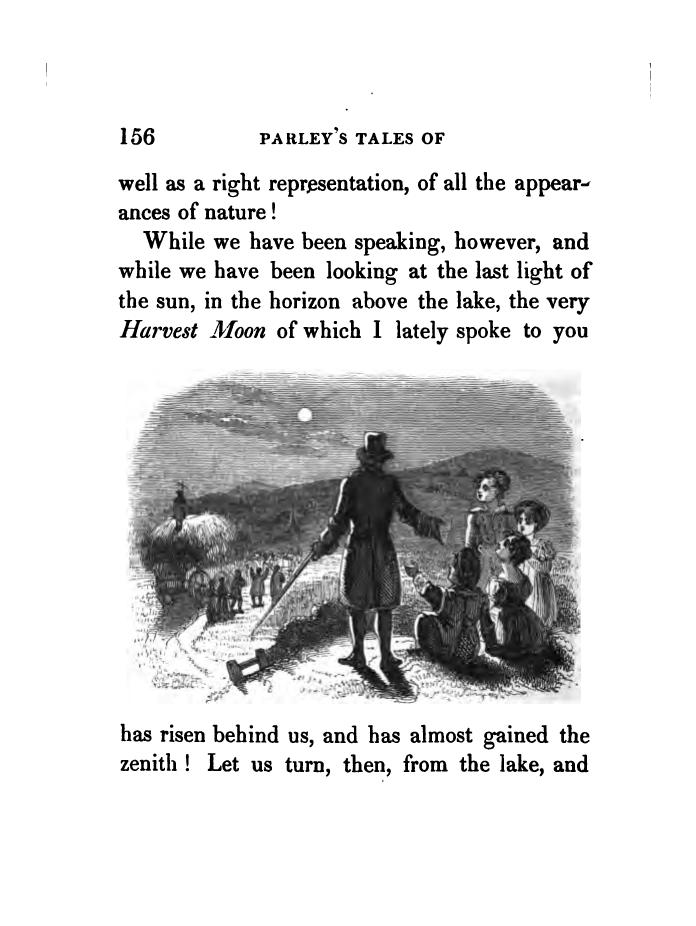 156 PARLEY'S TALES OF
well as a right representation, of all the appear-
ances of nature!
While we have been speaking, however, and
while we have been looking at the last light of
the sun, in the horizon above the lake, the very
Harvest Moon of which I lately spoke to you
has risen behind us, and has almost gained the
zenith! Let us turn, then, from the lake, and